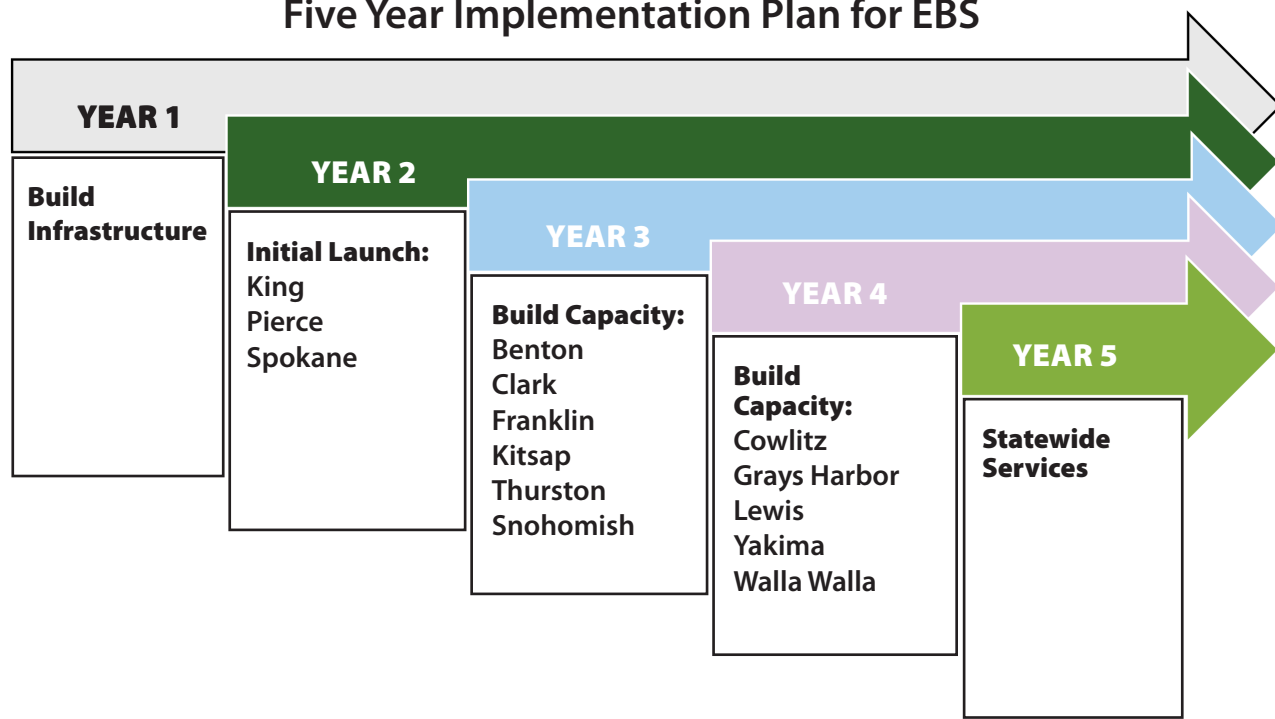 Five Year Implementation Plan for EBS
YEAR 1
Build
Infrastructure
YEAR 2
Initial Launch:
King
Pierce
Spokane
YEAR 3
Build Capacity:
Benton
Clark
Franklin
Kitsap
Thurston
Snohomish
YEAR 4
Build
Capacity:
Cowlitz
Grays Harbor
Lewis
Yakima
Walla Walla
YEAR 5
Statewide
Services